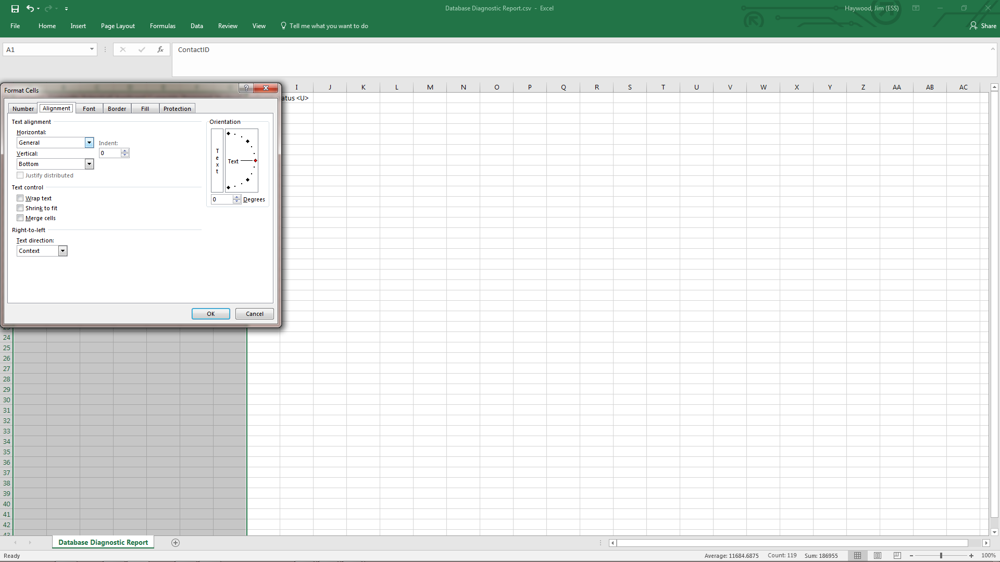 Database Diagnostic Report.csv - Excel
Haywood, Jim (ESS)
File Home Insert Page Layout Formulas Data Review View Tell me what you want to do
Share
A1
fx
ContactID
I J K L M N O P Q R S T U V W X Y Z AA AB AC
atus <U>
Format Cells
?
Number Alignment Font Border Fill Protection
Text alignment
Horizontal:
General
Indent:
0
Vertical:
Bottom
Justify distributed
Text control
Wrap text
Shrink to fit
Merge cells
Right-to-left
Text direction:
Context
Orientation
T
e
x
t
Text
0 Degrees
OK Cancel
24
25
26
27
28
29
30
31
32
33
34
35
36
37
38
39
40
41
42
43
Database Diagnostic Report
Ready
Average: 11684.6875 Count: 119 Sum: 186955
100%